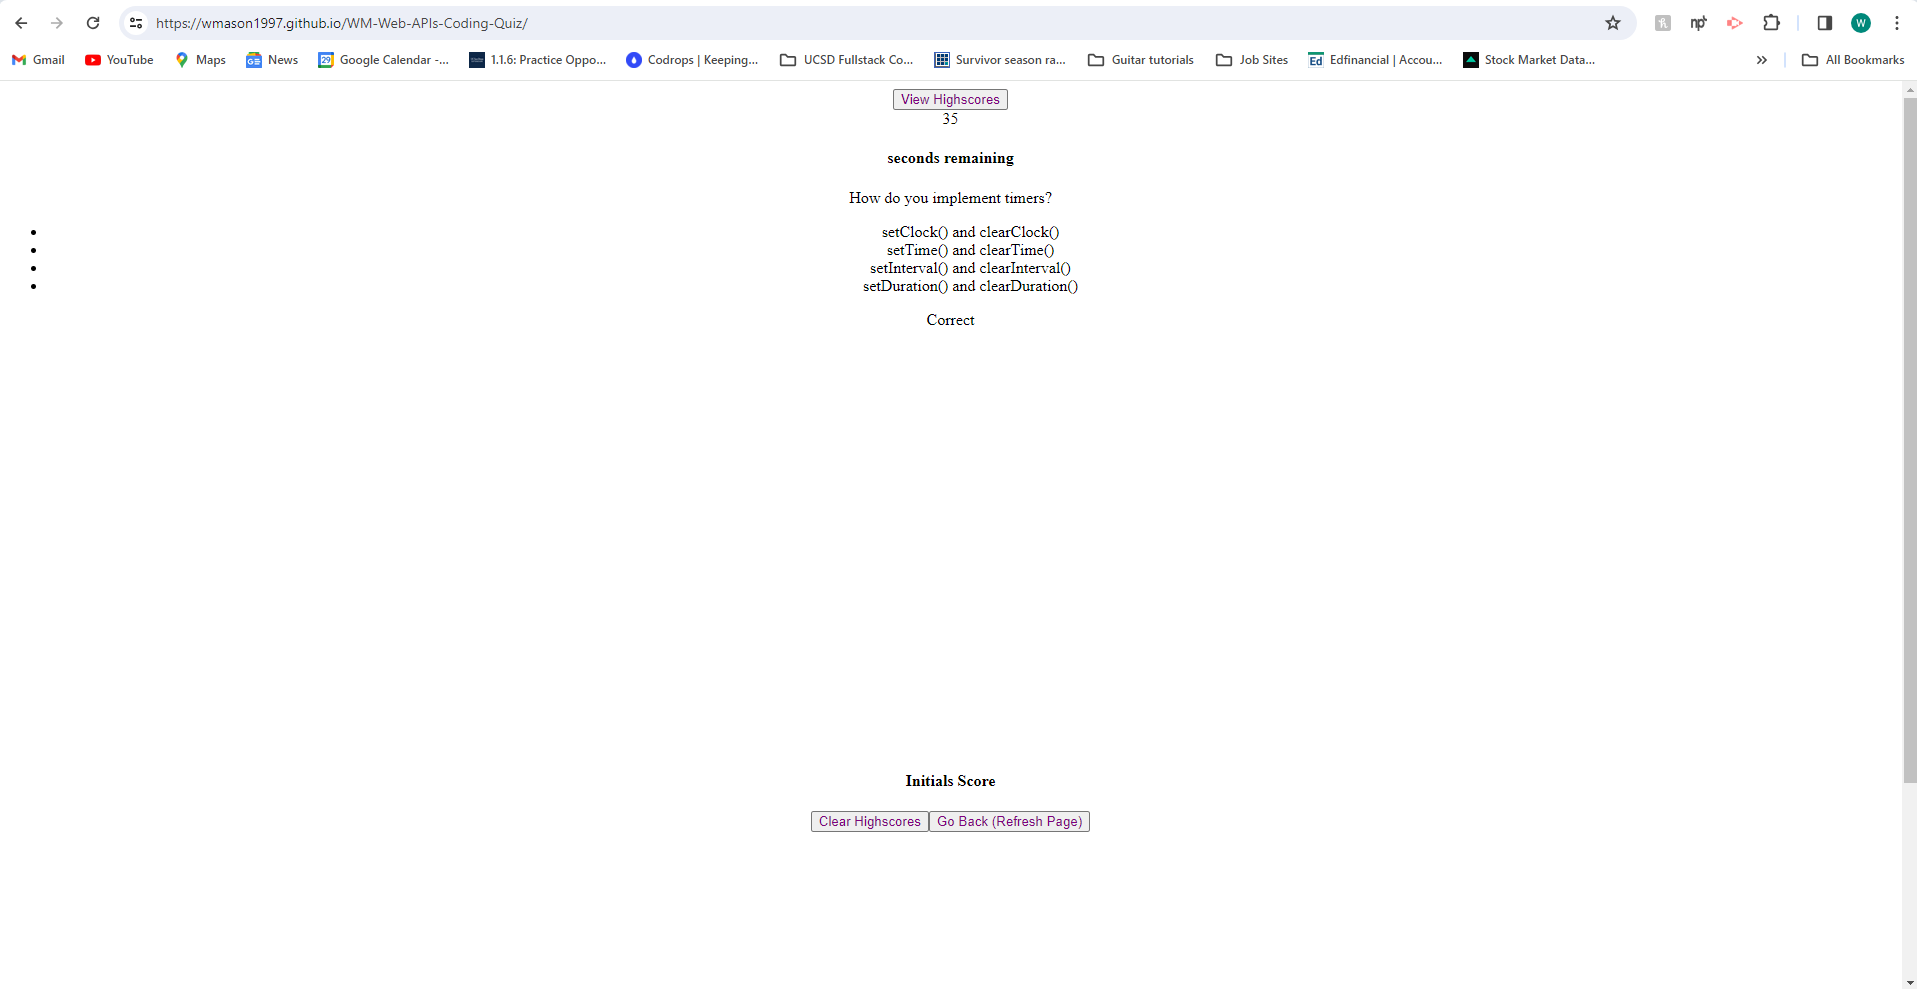 https://wmason1997.github.io/WM-Web-APIs-Coding-Quiz/
W
Gmail YouTube Maps News Google Calendar -... 1.1.6: Practice Oppo... Codrops | Keeping... UCSD Fullstack Co... Survivor season ra... Guitar tutorials Job Sites Edfinancial | Accou... Stock Market Data... » All Bookmarks
View Highscores
35
seconds remaining
How do you implement timers?
• setClock() and clearClock()
• setTime() and clearTime()
• setInterval() and clearInterval()
• setDuration() and clearDuration()
Correct
Initials Score
Clear Highscores Go Back (Refresh Page)